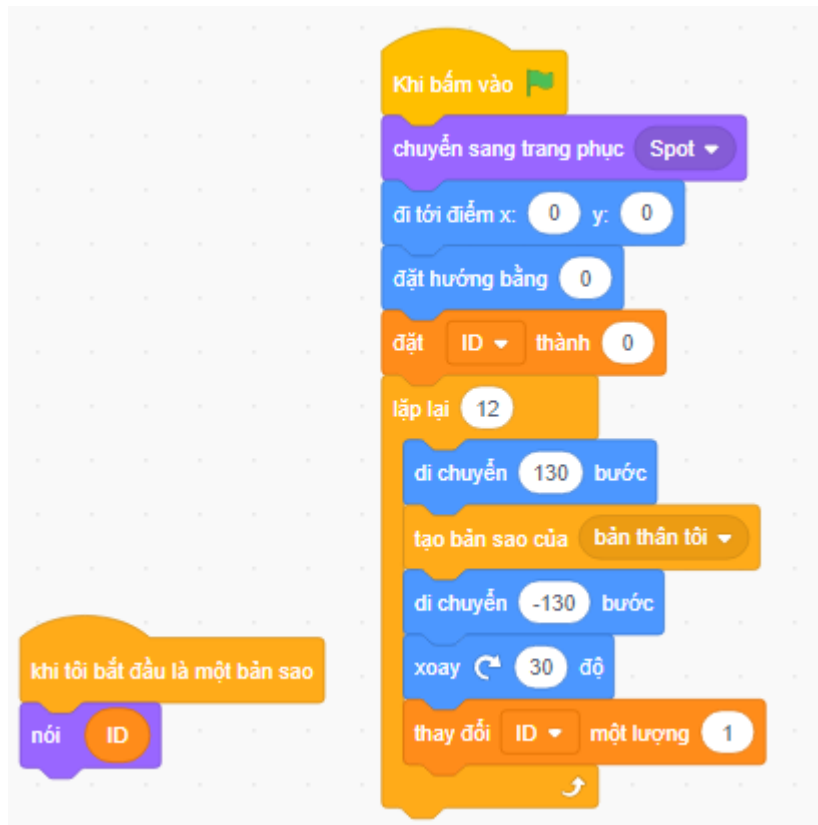 Khi bấm vào
chuyển sang trang phục Spot
đi tới điểm x: 0 y: 0
đặt hướng bằng 0
đặt ID thành 0
lặp lại 12
di chuyển 130 bước
tạo bản sao của bản thân tôi
di chuyển -130 bước
xoay 30 độ
thay đổi ID một lượng 1
khi tôi bắt đầu là một bản sao
nói ID